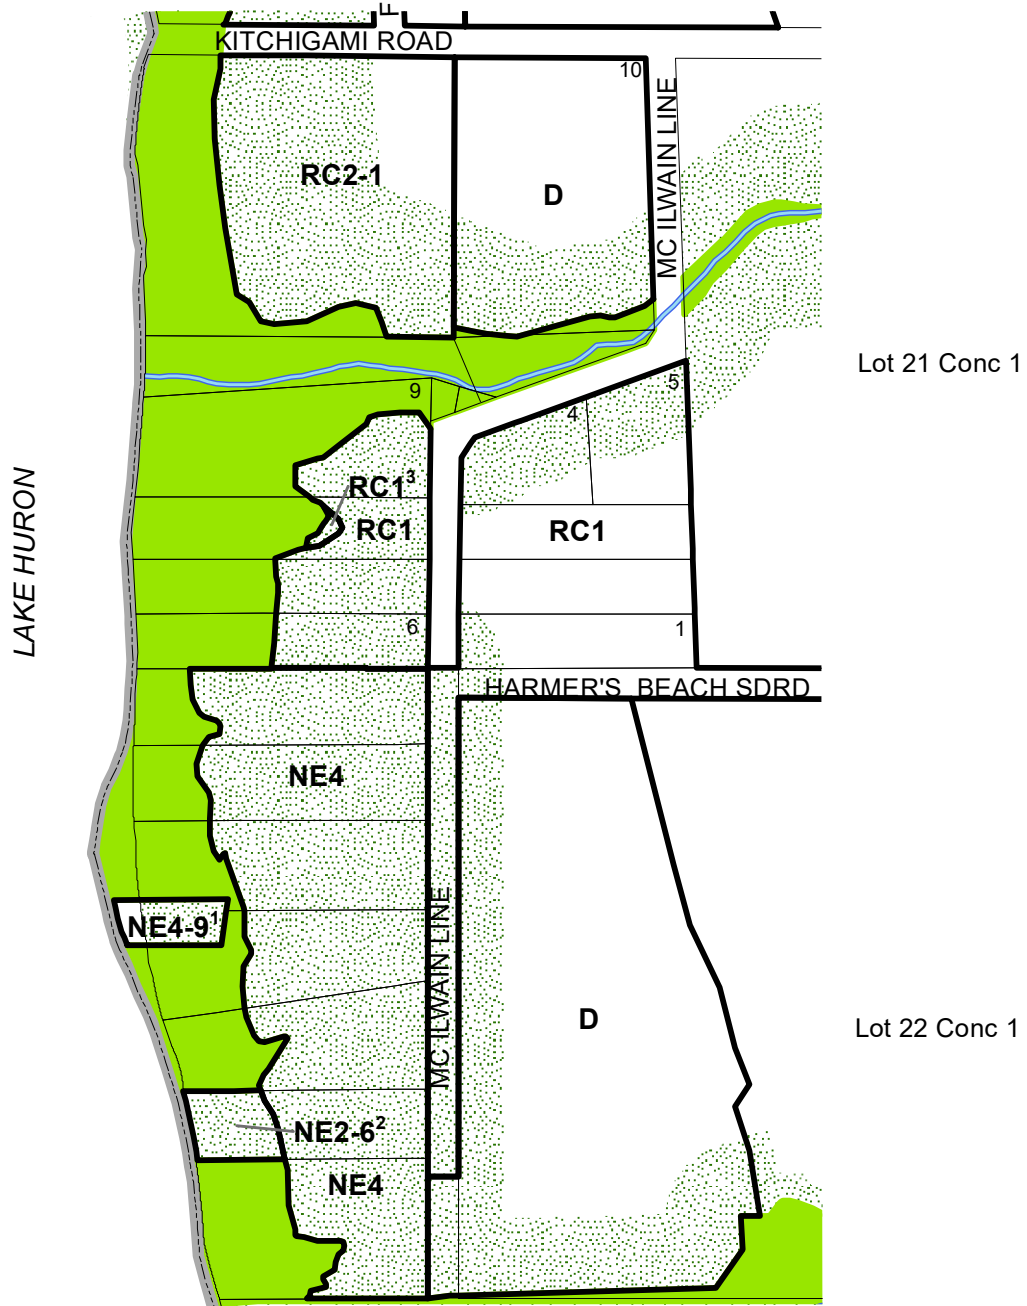 F
KITCHIGAMI ROAD
10
MC ILWAIN LINE
RC2-1
D
Lot 21 Conc 1
9
5
4
LAKE HURON
RC1³
RC1
RC1
6
1
HARMER'S BEACH SDRD
NE4
MC ILWAIN LINE
NE4-9¹
D
Lot 22 Conc 1
NE2-6²
NE4